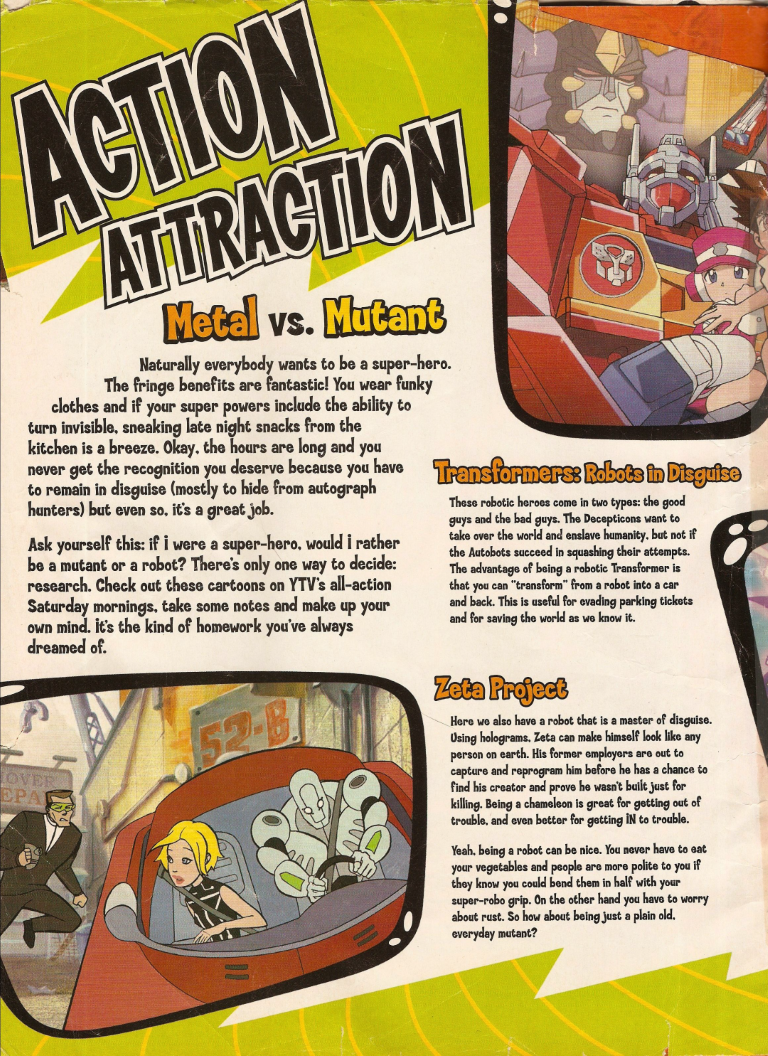 ACTION
ATTRACTION
Metal vs. Mutant
Naturally everybody wants to be a super-hero.
The fringe benefits are fantastic! You wear funky
clothes and if your super powers include the ability to
turn invisible, sneaking late night snacks from the
kitchen is a breeze. Okay, the hours are long and you
never get the recognition you deserve because you have
to remain in disguise (mostly to hide from autograph
hunters) but even so, it's a great job.
Ask yourself this: if i were a super-hero, would i rather
be a mutant or a robot? There's only one way to decide:
research. Check out these cartoons on YTV's all-action
Saturday mornings, take some notes and make up your
own mind. it's the kind of homework you've always
dreamed of.
Transformers: Robots in Disguise
These robotic heroes come in two types: the good
guys and the bad guys. The Decepticons want to
take over the world and enslave humanity, but not if
the Autobots succeed in squashing their attempts.
The advantage of being a robotic Transformer is
that you can "transform" from a robot into a car
and back. This is useful for evading parking tickets
and for saving the world as we know it.
Zeta Project
Here we also have a robot that is a master of disguise.
Using holograms, Zeta can make himself look like any
person on earth. His former employers are out to
capture and reprogram him before he has a chance to
find his creator and prove he wasn't built just for
killing. Being a chameleon is great for getting out of
trouble, and even better for getting iN to trouble.
Yeah, being a robot can be nice. You never have to eat
your vegetables and people are more polite to you if
they know you could bend them in half with your
super-robo grip. On the other hand you have to worry
about rust. So how about being just a plain old,
everyday mutant?
52-B
NOVER
EPA